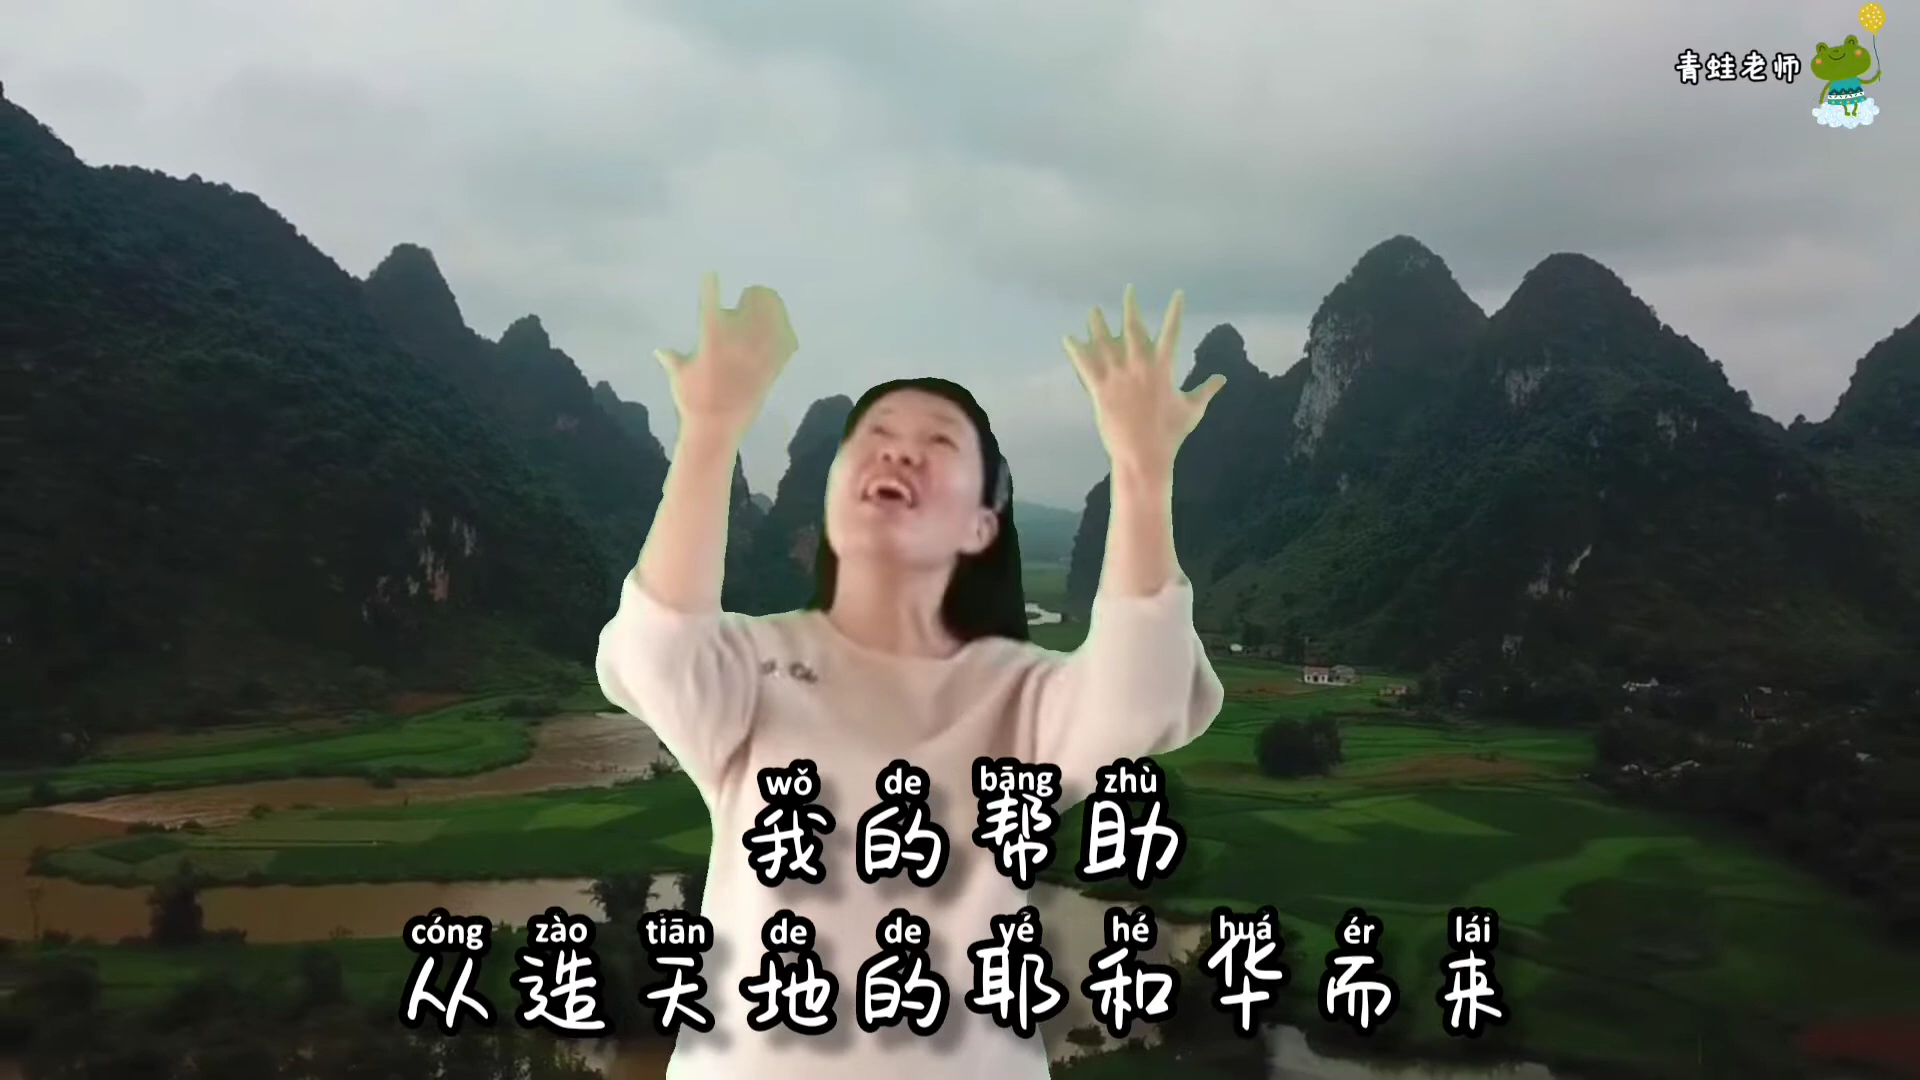 青蛙老师
wǒ de bāng zhù
我的帮助
cóng zào tiān de de yé hé huá ér lái
从造天地的耶和华而来